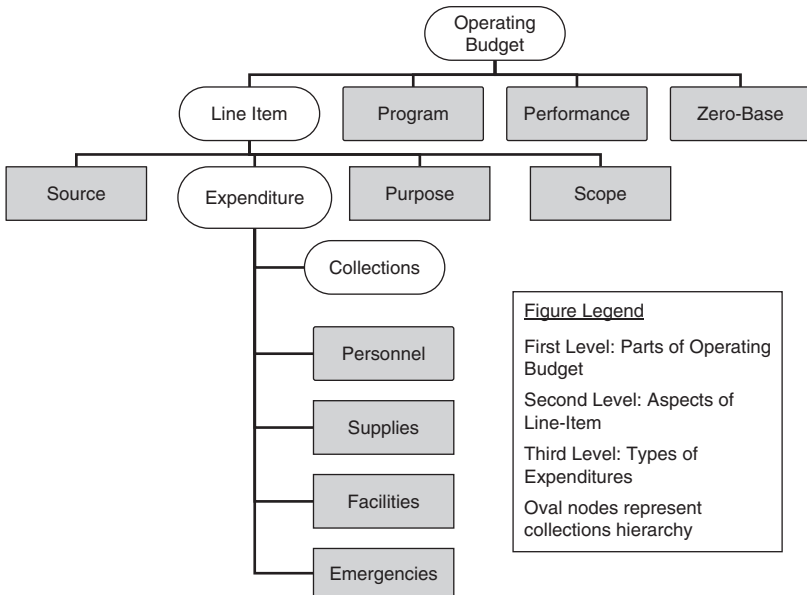 Operating
Budget
Line Item
Program
Performance
Zero-Base
Source
Expenditure
Purpose
Scope
Collections
Personnel
Supplies
Facilities
Emergencies
Figure Legend
First Level: Parts of Operating
Budget
Second Level: Aspects of
Line-Item
Third Level: Types of
Expenditures
Oval nodes represent
collections hierarchy